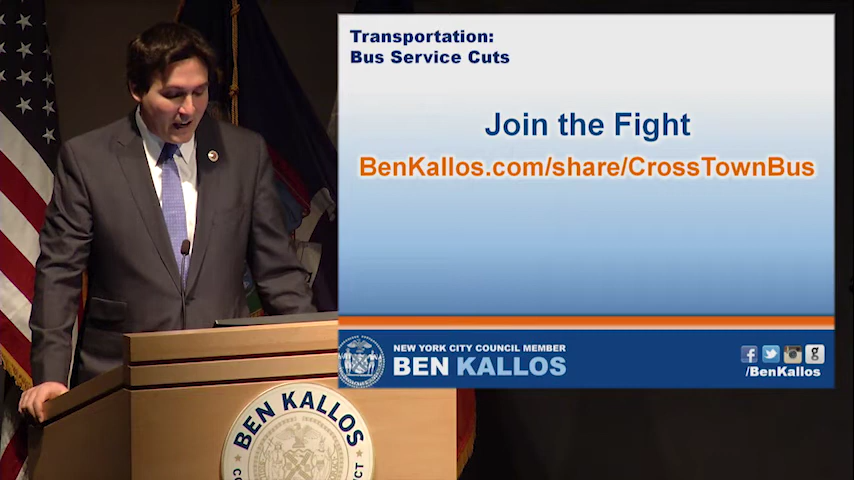 Transportation:
Bus Service Cuts
Join the Fight
BenKallos.com/share/CrossTownBus
NEW YORK CITY COUNCIL MEMBER
BEN KALLOS
/BenKallos
BEN KALLOS